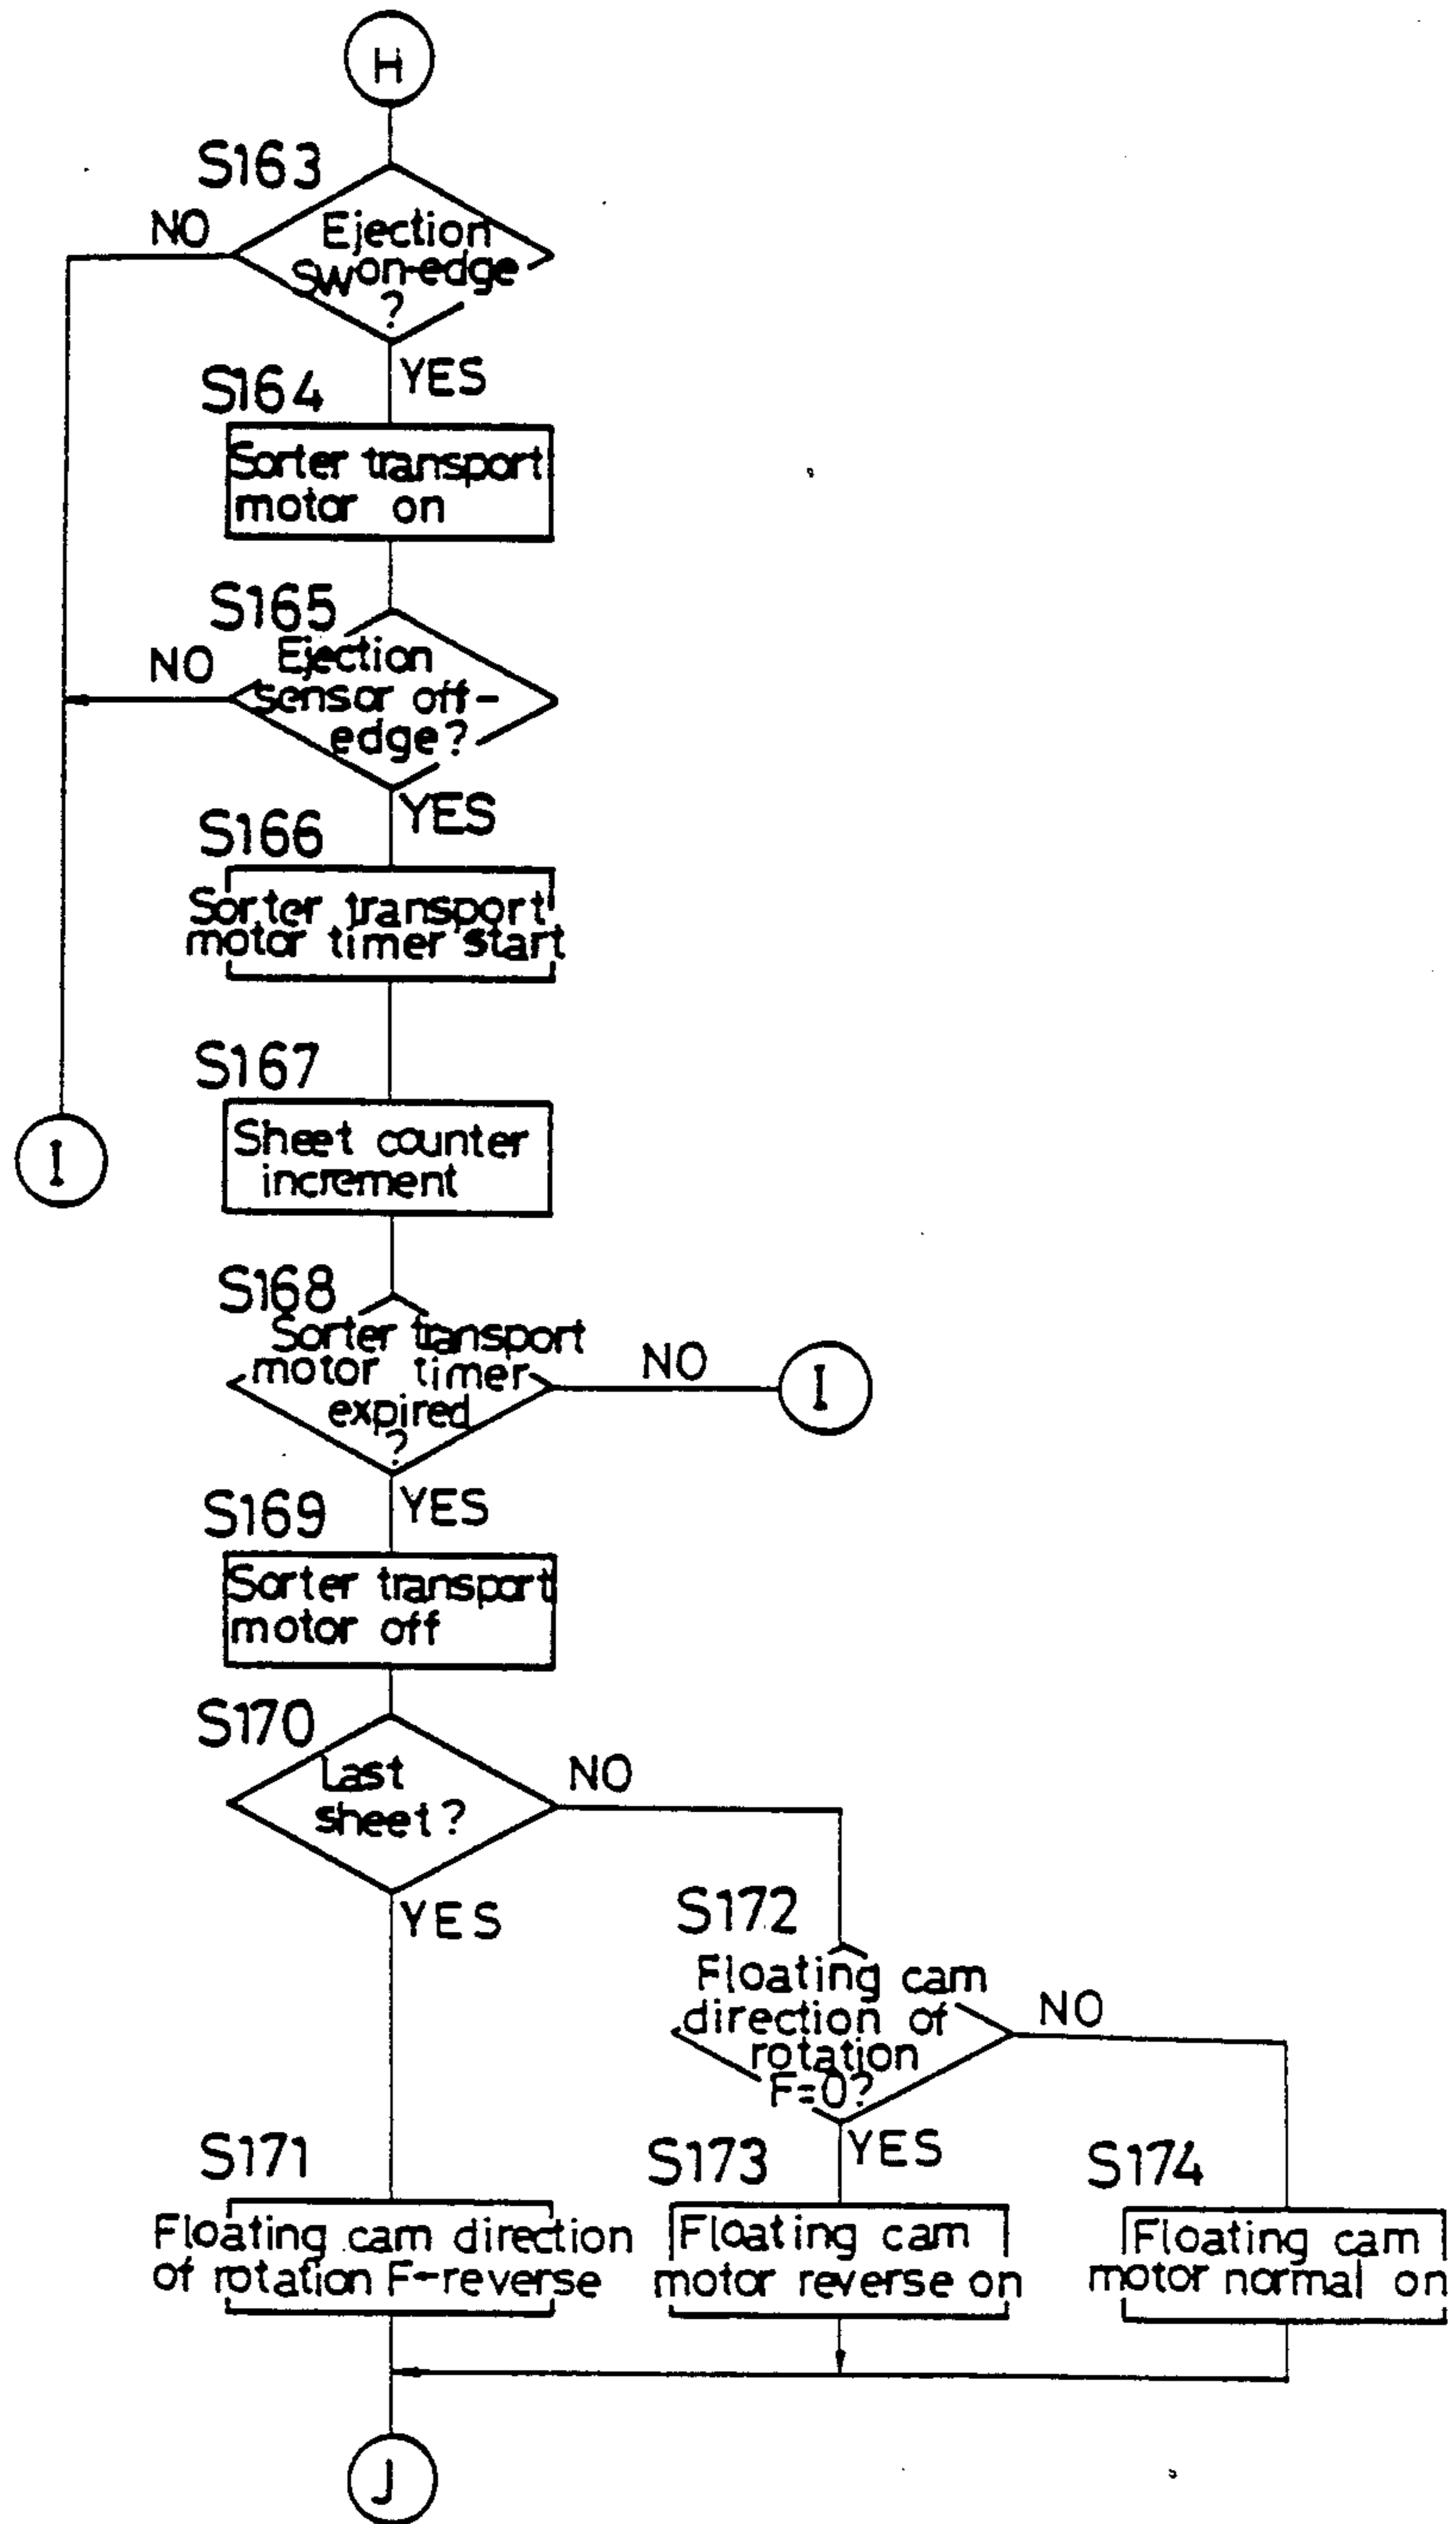 H
S163
NO
Ejection
SW on-edge
?
YES
S164
Sorter transport
motor on
S165
NO
Ejection
sensor off-
edge?
YES
S166
Sorter transport
motor timer start
S167
Sheet counter
increment
I
S168
Sorter transport
motor timer
expired
?
NO
I
YES
S169
Sorter transport
motor off
S170
Last
sheet?
NO
YES
S172
Floating cam
direction of
rotation
F=0?
NO
YES
S171
Floating cam direction
of rotation F-reverse
S173
Floating cam
motor reverse on
S174
Floating cam
motor normal on
J